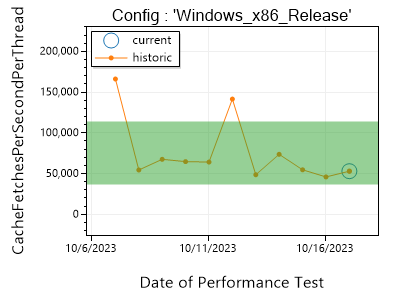 Config : 'Windows_x86_Release'
CacheFetchesPerSecondPerThread
current
historic
200,000
150,000
100,000
50,000
0
10/6/2023 10/11/2023 10/16/2023
Date of Performance Test